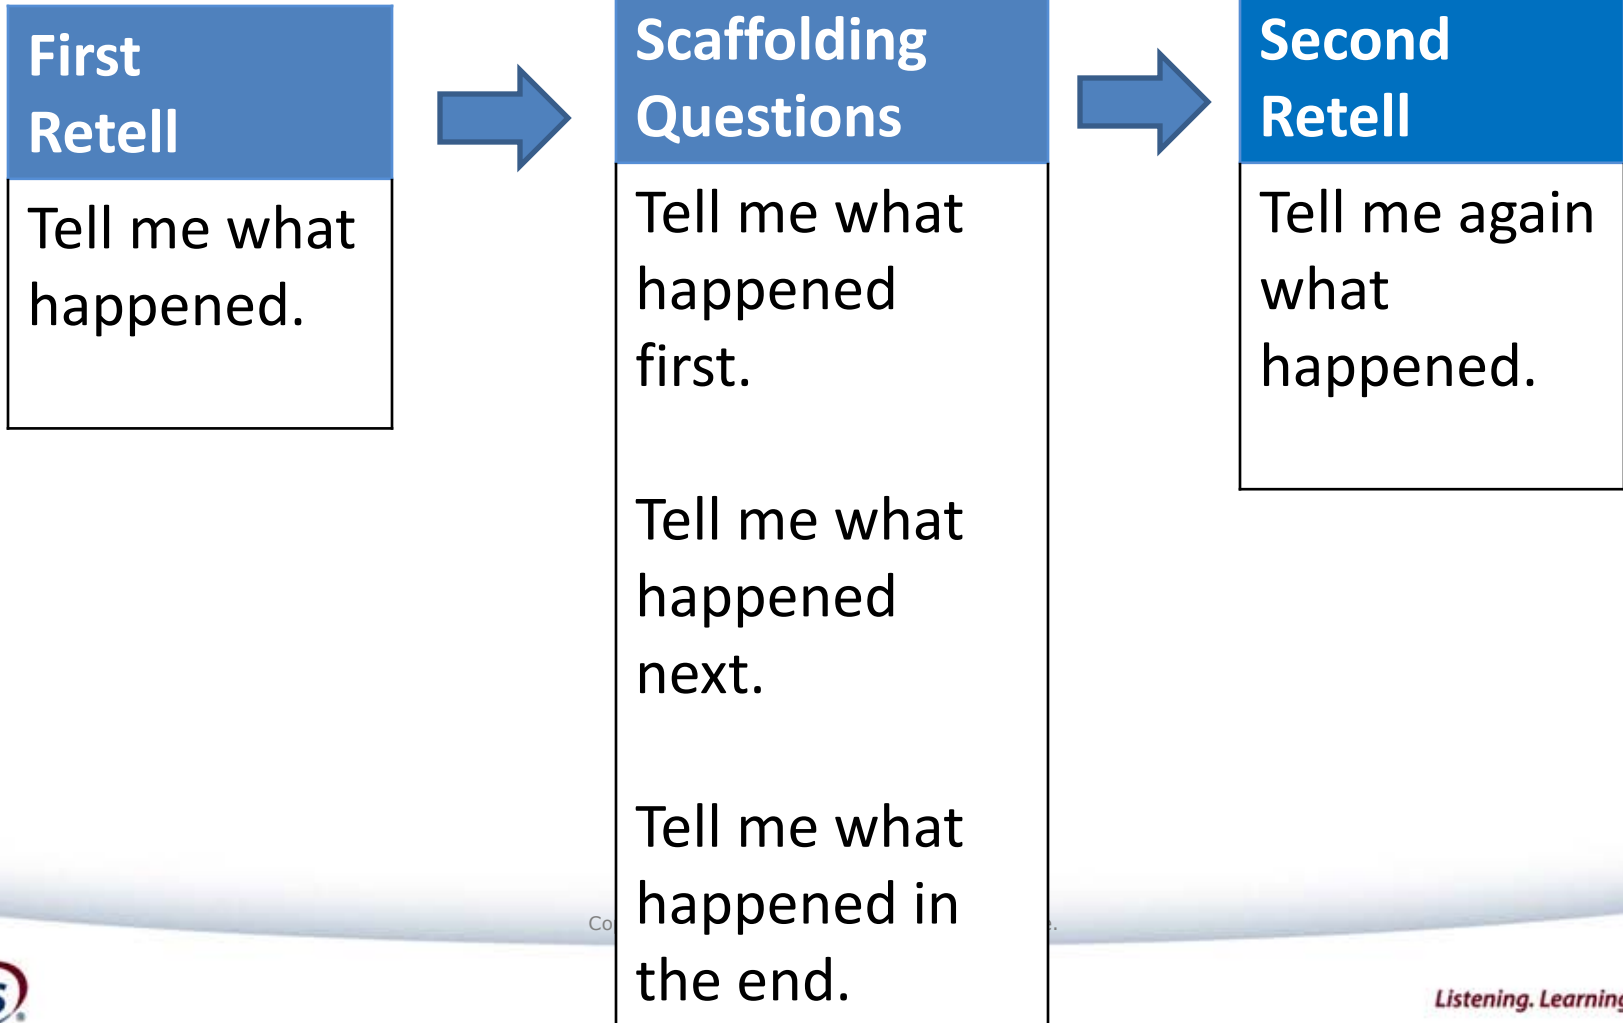 First
Retell
Tell me what
happened.
Scaffolding
Questions
Tell me what
happened
first.
Tell me what
happened
next.
Tell me what
happened in
the end.
Second
Retell
Tell me again
what
happened.
Listening. Learning